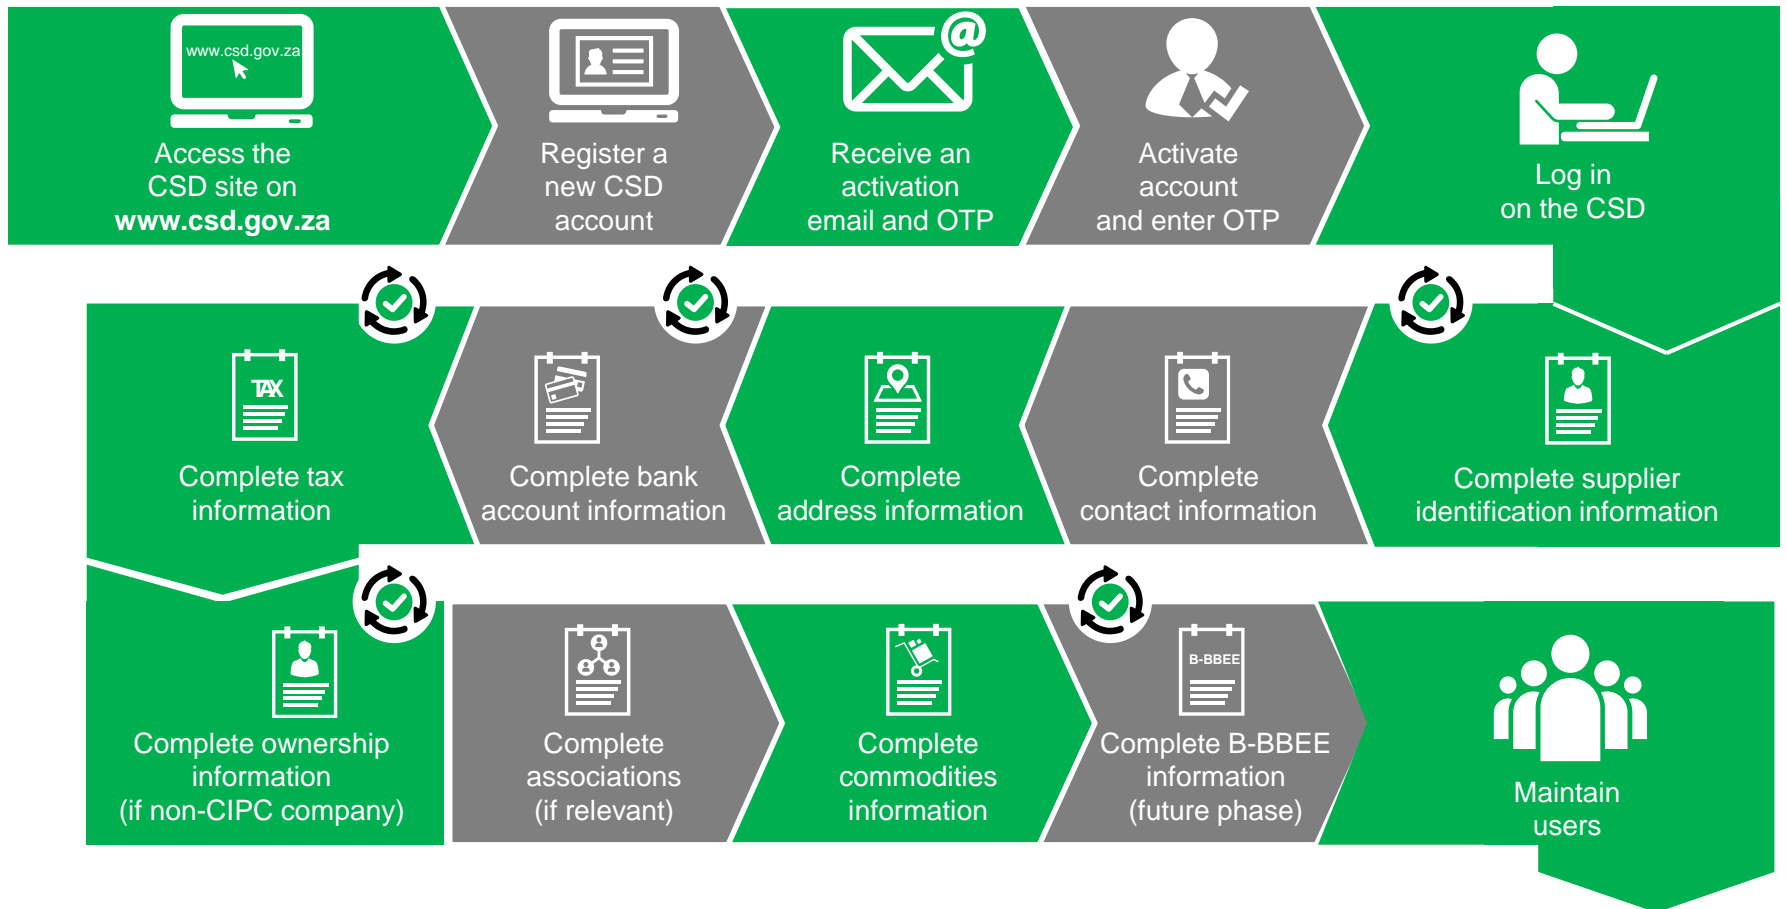 www.csd.gov.za
Access the
CSD site on
www.csd.gov.za
Register a
new CSD
account
@
Receive an
activation
email and OTP
Activate
account
and enter OTP
Log in
on the CSD
Complete supplier
identification information
Complete
contact information
Complete
address information
Complete bank
account information
TAX
Complete tax
information
Complete ownership
information
(if non-CIPC company)
Complete
associations
(if relevant)
Complete
commodities
information
B-BBEE
Complete B-BBEE
information
(future phase)
Maintain
users